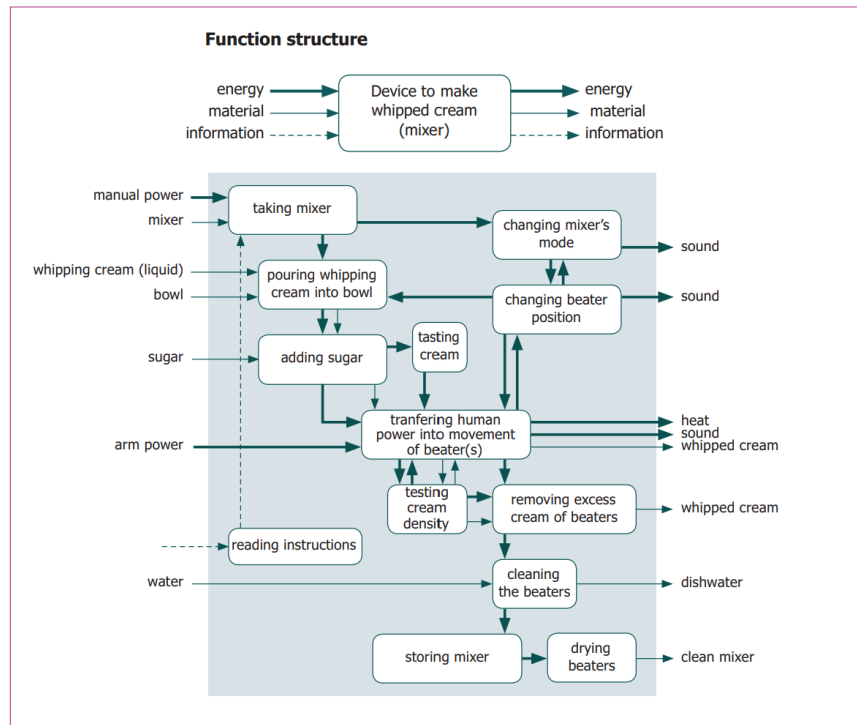 Function structure
energy
material
information
Device to make
whipped cream
(mixer)
energy
material
information
manual power
mixer
taking mixer
changing mixer's
mode
sound
whipping cream (liquid)
bowl
pouring whipping
cream into bowl
changing beater
position
sound
sugar
adding sugar
tasting
cream
arm power
tranfering human
power into movement
of beater(s)
heat
sound
whipped cream
testing
cream
density
removing excess
cream of beaters
whipped cream
reading instructions
water
cleaning
the beaters
dishwater
storing mixer
drying
beaters
clean mixer